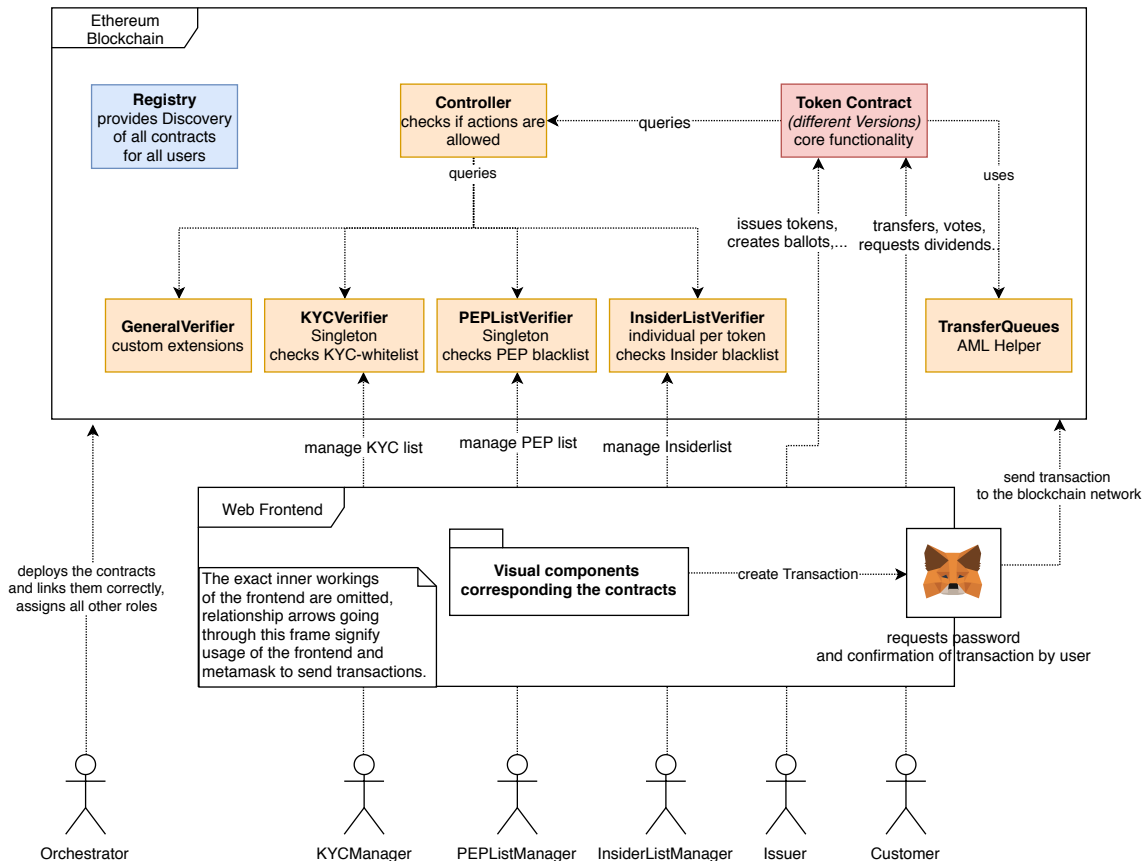 Ethereum
Blockchain
Registry
provides Discovery
of all contracts
for all users
Controller
checks if actions are
allowed
queries
Token Contract
(different Versions)
core functionality
queries
uses
issues tokens,
creates ballots,...
transfers, votes,
requests dividends..
GeneralVerifier
custom extensions
KYCVerifier
Singleton
checks KYC-whitelist
PEPListVerifier
Singleton
checks PEP blacklist
InsiderListVerifier
individual per token
checks Insider blacklist
TransferQueues
AML Helper
manage KYC list
manage PEP list
manage Insiderlist
send transaction
to the blockchain network
Web Frontend
deploys the contracts
and links them correctly,
assigns all other roles
The exact inner workings
of the frontend are omitted,
relationship arrows going
through this frame signify
usage of the frontend and
metamask to send transactions.
Visual components
corresponding the contracts
create Transaction
requests password
and confirmation of transaction by user
Orchestrator
KYCManager
PEPListManager
InsiderListManager
Issuer
Customer